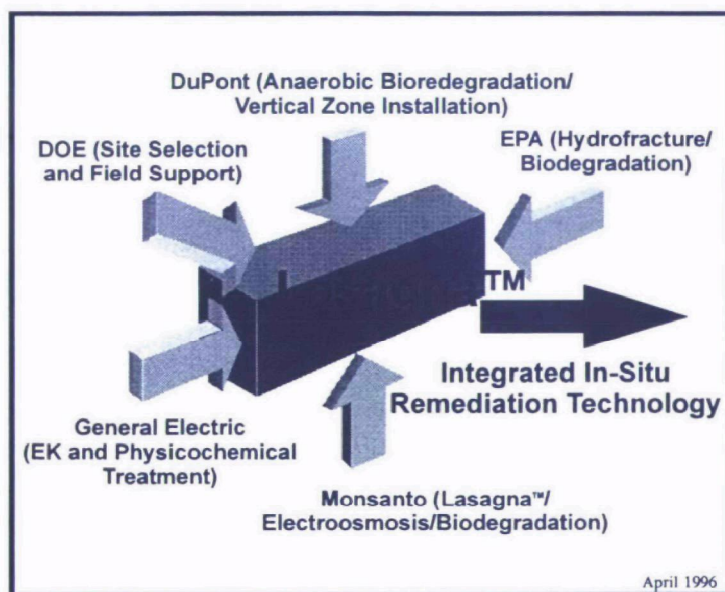 DuPont (Anaerobic Bioredegradation/
Vertical Zone Installation)
DOE (Site Selection
and Field Support)
EPA (Hydrofracture/
Biodegradation)
Lasagna™
Integrated In-Situ
Remediation Technology
General Electric
(EK and Physicochemical
Treatment)
Monsanto (Lasagna™/
Electroosmosis/Biodegradation)
April 1996